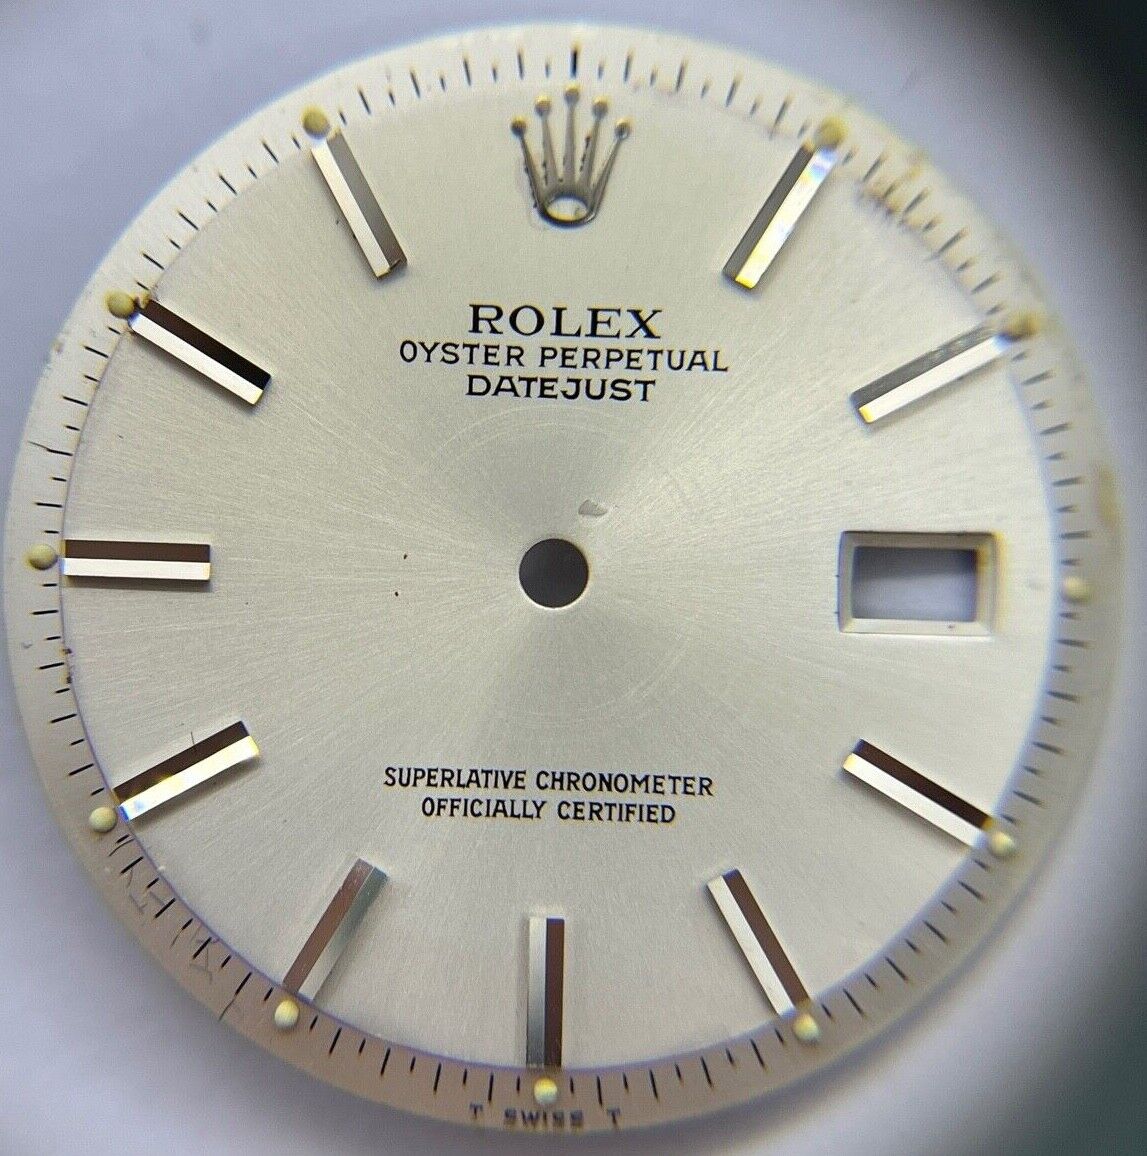 ROLEX
OYSTER PERPETUAL
DATEJUST
SUPERLATIVE CHRONOMETER
OFFICIALLY CERTIFIED
T SWISS T